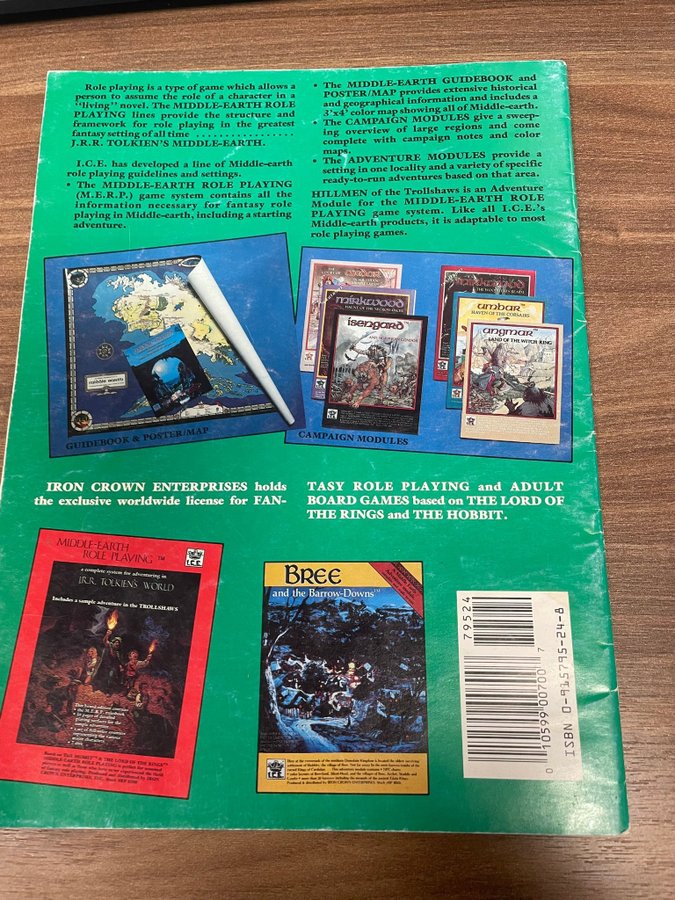 Role playing is a type of game which allows a
person to assume the role of a character in a
"living" novel. The MIDDLE-EARTH ROLE
PLAYING lines provide the structure and
framework for role playing in the greatest
fantasy setting of all time . . . . . . . . . . . . . . . . .
J.R.R. TOLKIEN'S MIDDLE-EARTH.
I.C.E. has developed a line of Middle-earth
role playing guidelines and settings.
• The MIDDLE-EARTH ROLE PLAYING
(M.E.R.P.) game system contains all the
information necessary for fantasy role
playing in Middle-earth, including a starting
adventure.
• The MIDDLE-EARTH GUIDEBOOK and
POSTER/MAP provides extensive historical
and geographical information and includes a
3'x4' color map showing all of Middle-earth.
• The CAMPAIGN MODULES give a sweep-
ing overview of large regions and come
complete with campaign notes and color
maps.
• The ADVENTURE MODULES provide a
setting in one locality and a variety of specific
ready-to-run adventures based on that area.
HILLMEN of the Trollshaws is an Adventure
Module for the MIDDLE-EARTH ROLE
PLAYING game system. Like all I.C.E.'s
Middle-earth products, it is adaptable to most
role playing games.
middle earth
GUIDEBOOK & POSTER/MAP
mirkwood
isengard
umbar
HAVEN OF THE CORSAIRS
angmar
LAND OF THE WITCH KING
CAMPAIGN MODULES
IRON CROWN ENTERPRISES holds
the exclusive worldwide license for FAN-
TASY ROLE PLAYING and ADULT
BOARD GAMES based on THE LORD OF
THE RINGS and THE HOBBIT.
MIDDLE-EARTH
ROLE PLAYING™
I.C.E.
a complete system for adventuring in
J.R.R. TOLKIEN'S WORLD
Includes a sample adventure in the TROLLSHAWS
BREE
and the Barrow-Downs™
I.C.E.
79524
0 10599 00700 7
ISBN 0-915795-24-8